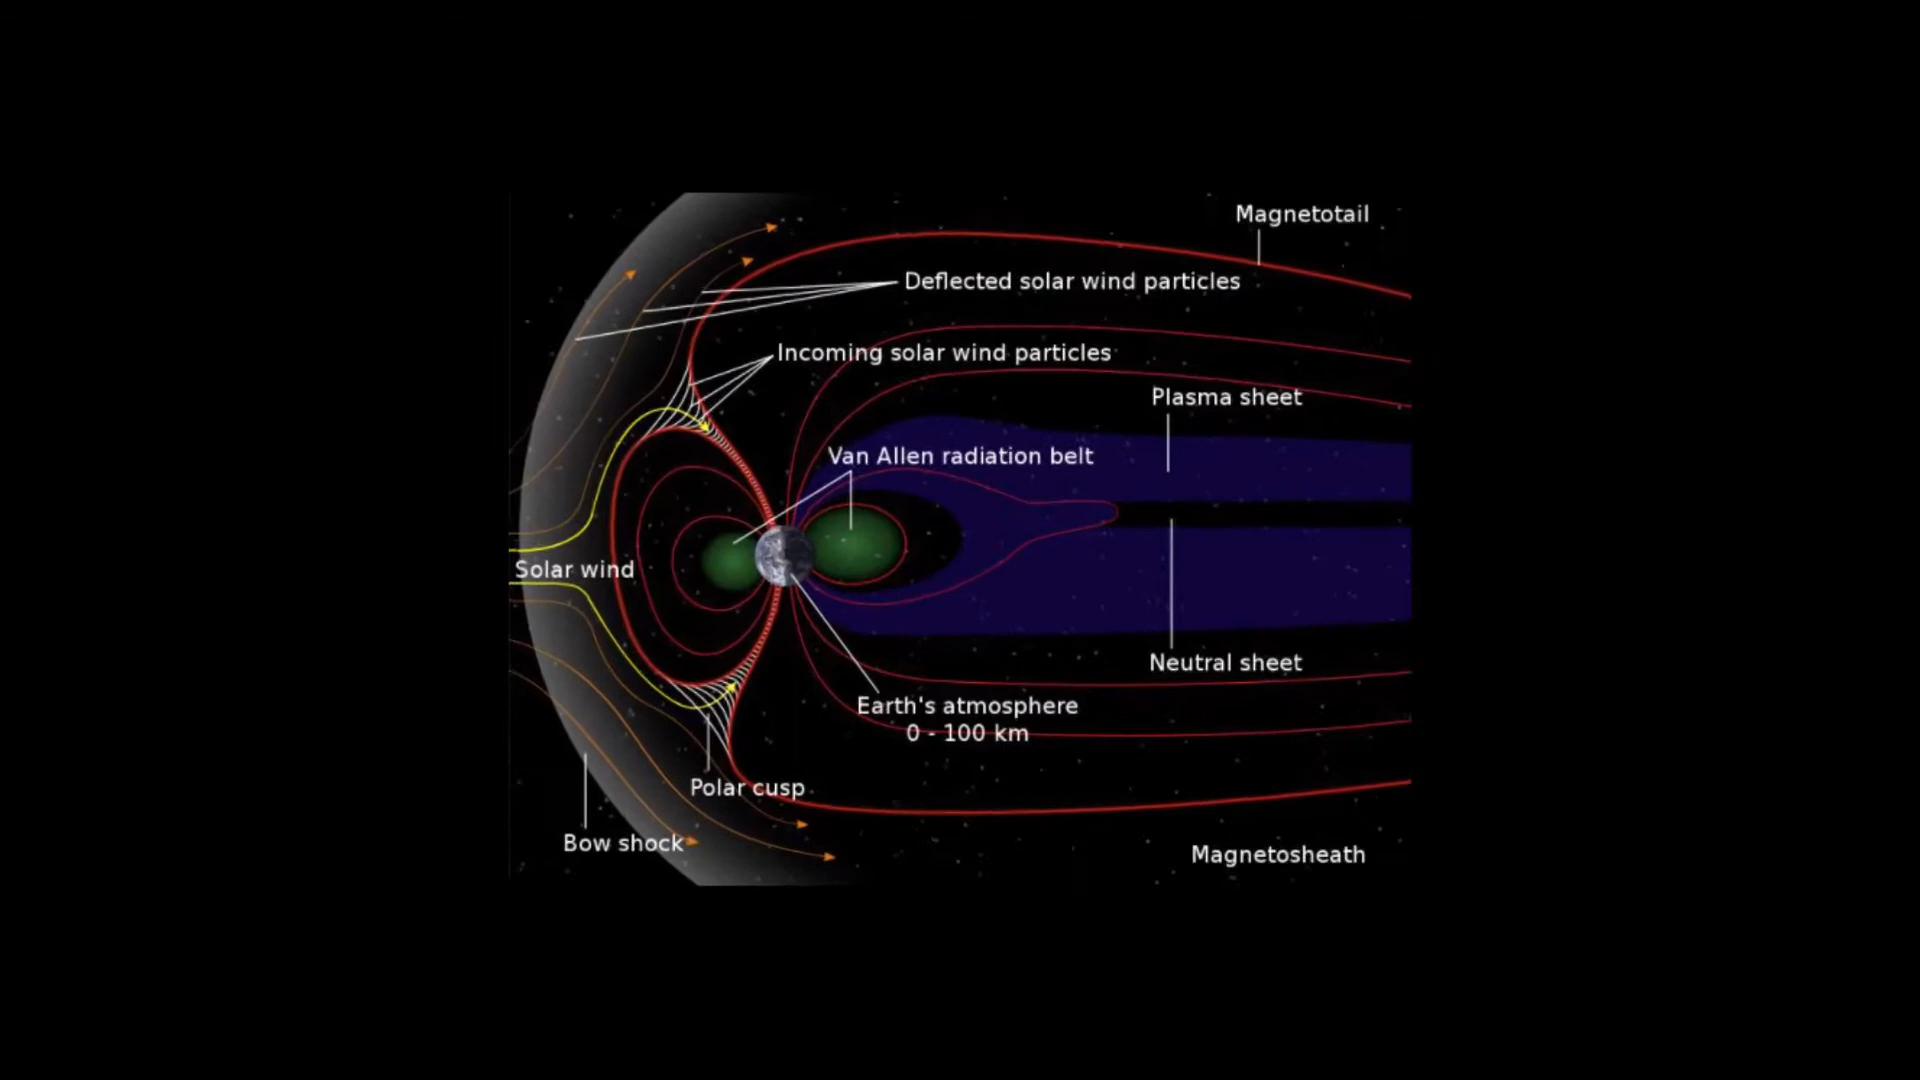 Magnetotail
Deflected solar wind particles
Incoming solar wind particles
Plasma sheet
Van Allen radiation belt
Solar wind
Neutral sheet
Earth's atmosphere
0 - 100 km
Polar cusp
Bow shock
Magnetosheath